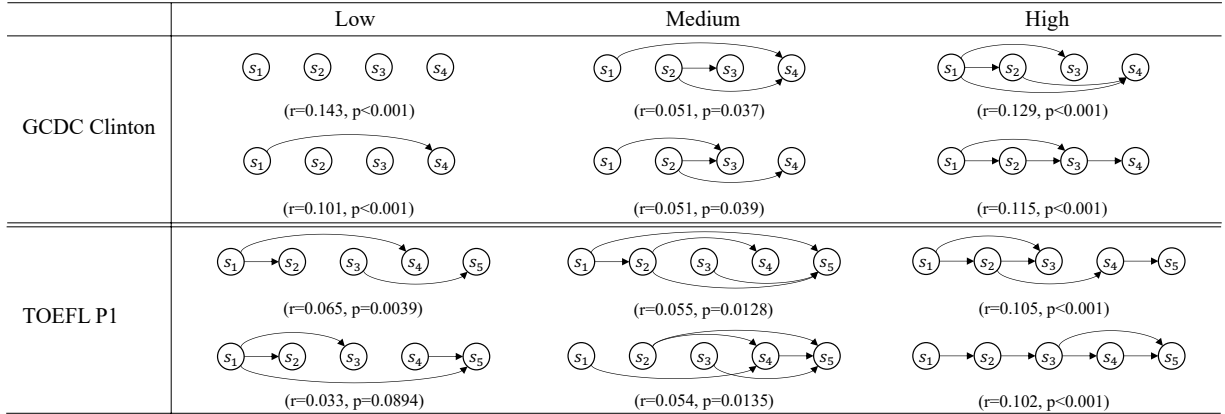 Low Medium High
GCDC Clinton
s1 s2 s3 s4 s1 s2 s3 s4 s1 s2 s3 s4
(r=0.143, p<0.001) (r=0.051, p=0.037) (r=0.129, p<0.001)
s1 s2 s3 s4 s1 s2 s3 s4 s1 s2 s3 s4
(r=0.101, p<0.001) (r=0.051, p=0.039) (r=0.115, p<0.001)
TOEFL P1
s1 s2 s3 s4 s5 s1 s2 s3 s4 s5 s1 s2 s3 s4 s5
(r=0.065, p=0.0039) (r=0.055, p=0.0128) (r=0.105, p<0.001)
s1 s2 s3 s4 s5 s1 s2 s3 s4 s5 s1 s2 s3 s4 s5
(r=0.033, p=0.0894) (r=0.054, p=0.0135) (r=0.102, p<0.001)